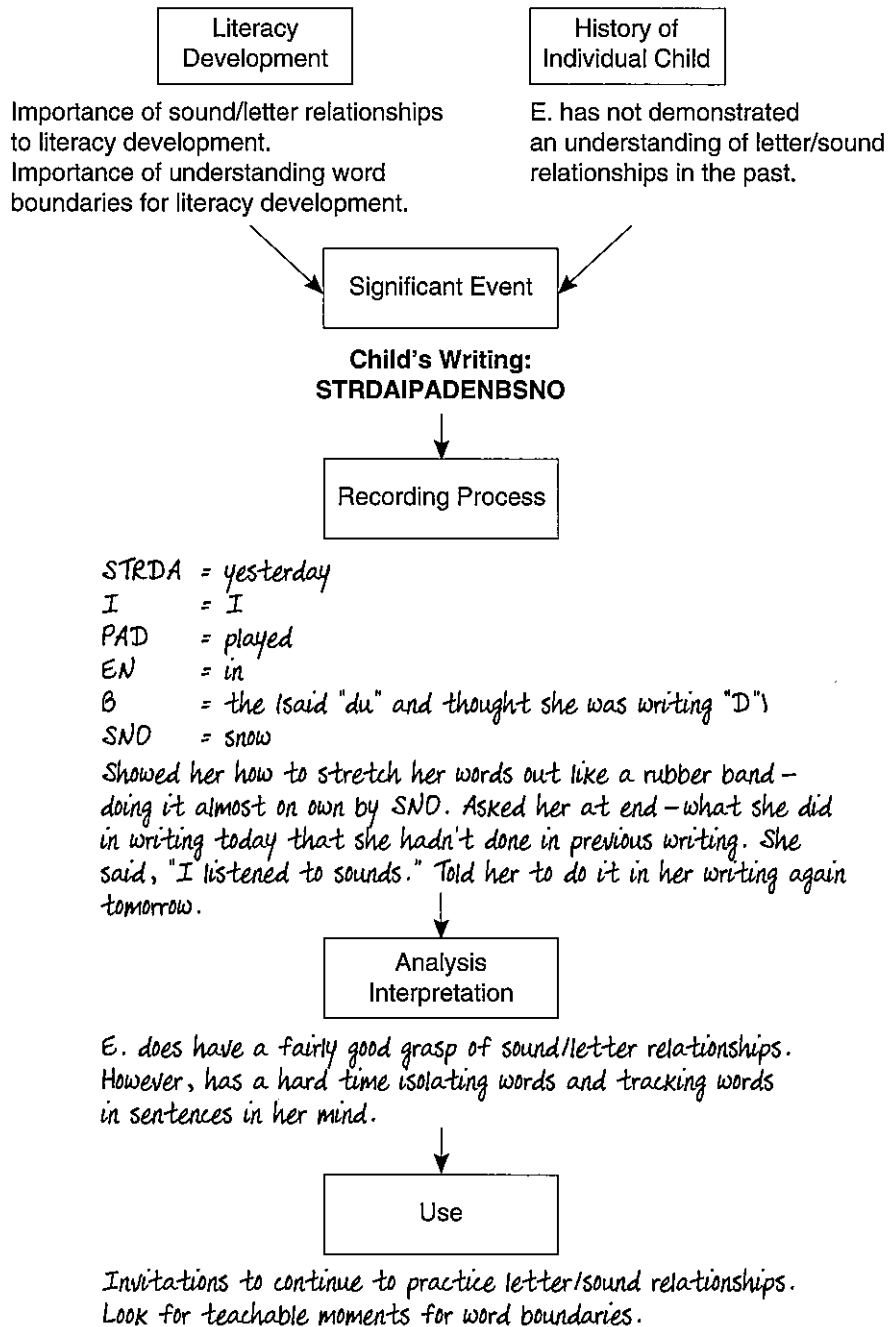 Literacy
Development
History of
Individual Child
Importance of sound/letter relationships
to literacy development.
Importance of understanding word
boundaries for literacy development.
E. has not demonstrated
an understanding of letter/sound
relationships in the past.
Significant Event
Child's Writing:
STRDAIPADENBSNO
Recording Process
STRDA = yesterday
I = I
PAD = played
EN = in
B = the (said "du" and thought she was writing "D")
SNO = snow
Showed her how to stretch her words out like a rubber band –
doing it almost on own by SNO. Asked her at end – what she did
in writing today that she hadn't done in previous writing. She
said, "I listened to sounds." Told her to do it in her writing again
tomorrow.
Analysis
Interpretation
E. does have a fairly good grasp of sound/letter relationships.
However, has a hard time isolating words and tracking words
in sentences in her mind.
Use
Invitations to continue to practice letter/sound relationships.
Look for teachable moments for word boundaries.